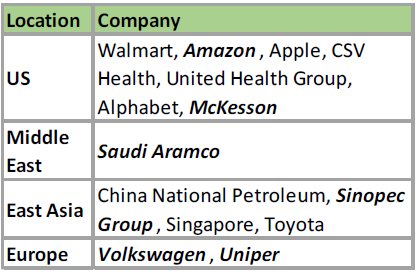 Location Company
US Walmart, Amazon , Apple, CSV
Health, United Health Group,
Alphabet, McKesson
Middle
East Saudi Aramco
East Asia China National Petroleum, Sinopec
Group , Singapore, Toyota
Europe Volkswagen , Uniper